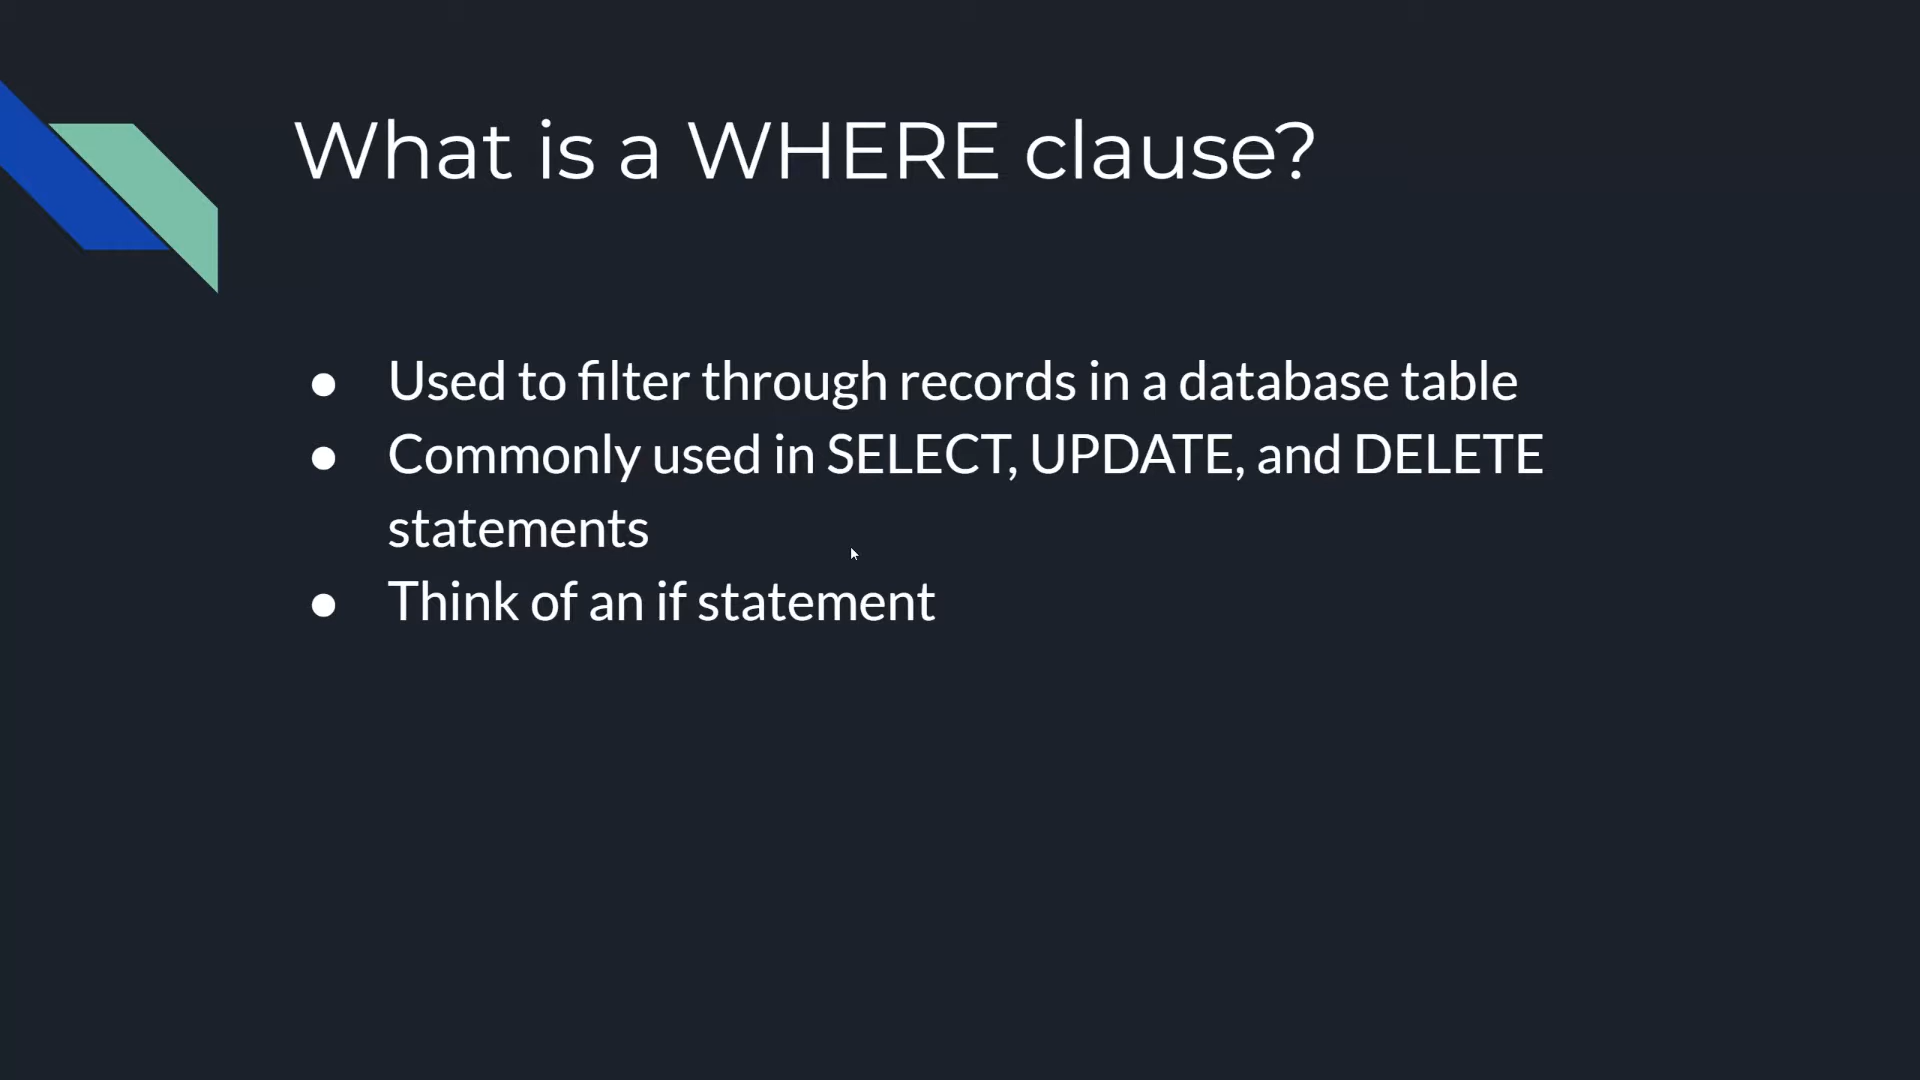 What is a WHERE clause?
● Used to filter through records in a database table
● Commonly used in SELECT, UPDATE, and DELETE
statements
● Think of an if statement